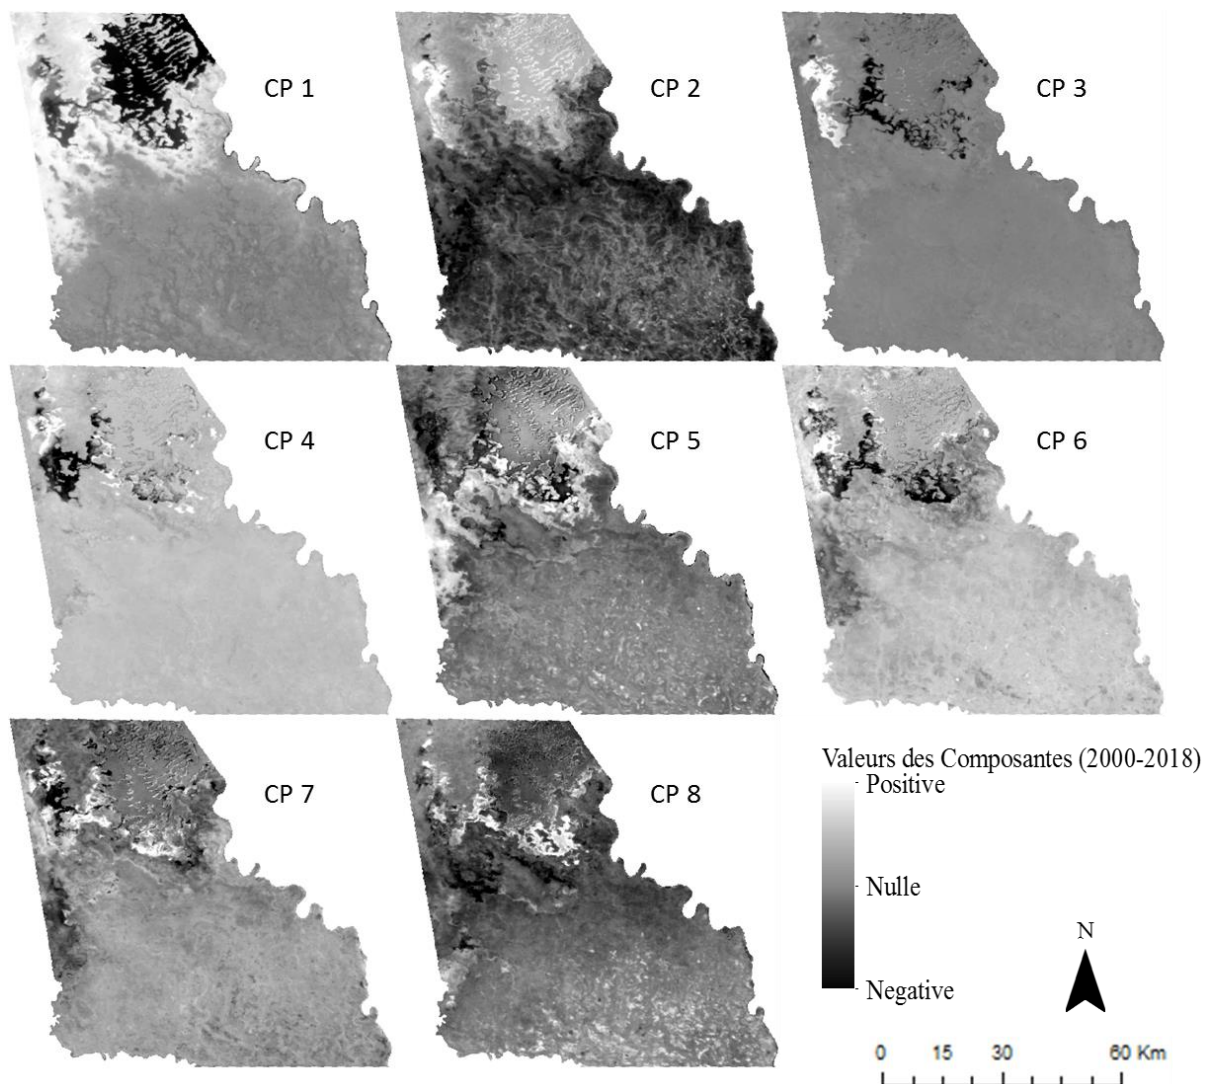 CP 1
CP 2
CP 3
CP 4
CP 5
CP 6
CP 7
CP 8
Valeurs des Composantes (2000-2018)
Positive
Nulle
Negative
N
0 15 30 60 Km